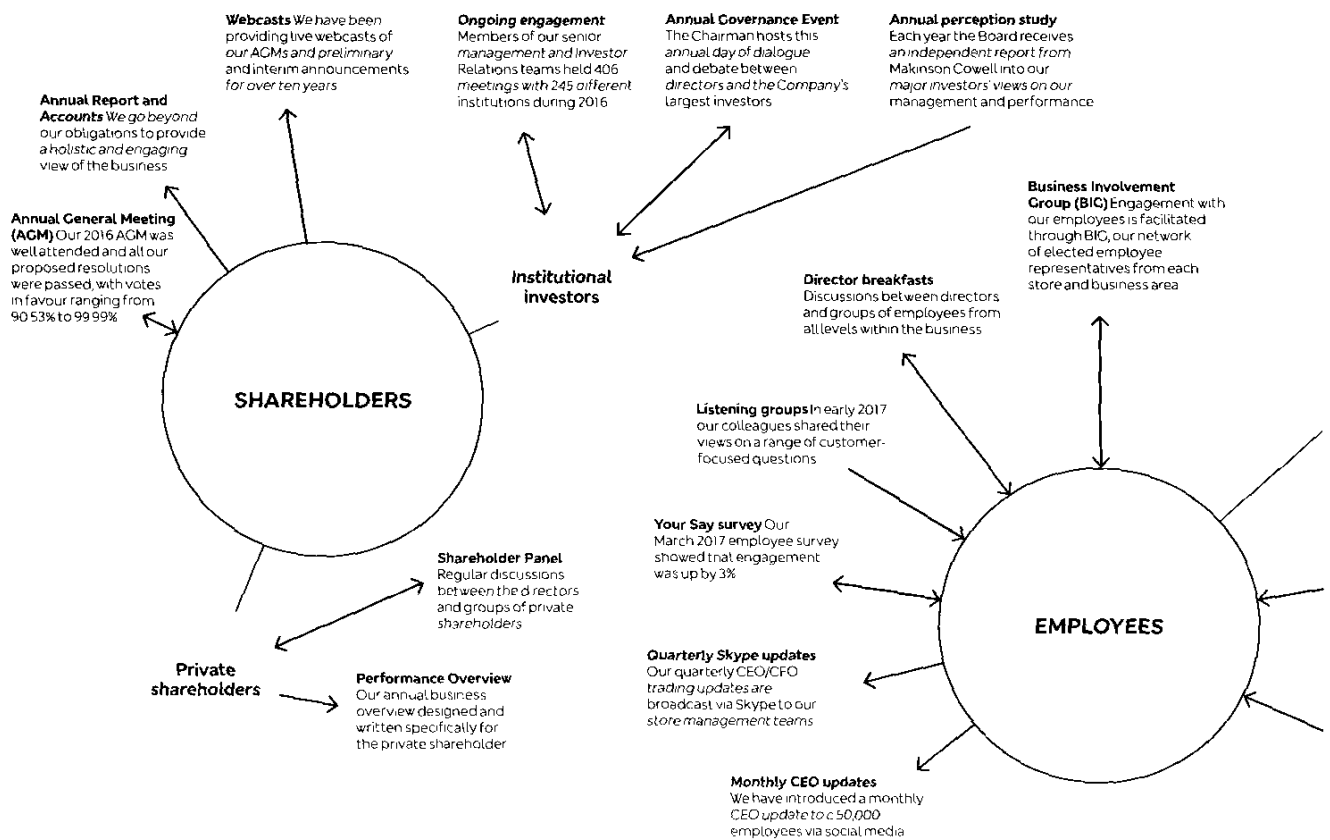 Webcasts We have been
providing live webcasts of
our AGMs and preliminary
and interim announcements
for over ten years
Ongoing engagement
Members of our senior
management and Investor
Relations teams held 406
meetings with 245 different
institutions during 2016
Annual Governance Event
The Chairman hosts this
annual day of dialogue
and debate between
directors and the Company's
largest investors
Annual perception study
Each year the Board receives
an independent report from
Makinson Cowell into our
major investors' views on our
management and performance
Annual Report and
Accounts We go beyond
our obligations to provide
a holistic and engaging
view of the business
Annual General Meeting
(AGM) Our 2016 AGM was
well attended and all our
proposed resolutions
were passed, with votes
in favour ranging from
90 53% to 99 99%
Institutional
investors
SHAREHOLDERS
Shareholder Panel
Regular discussions
between the directors
and groups of private
shareholders
Private
shareholders
Performance Overview
Our annual business
overview designed and
written specifically for
the private shareholder
Business Involvement
Group (BIG) Engagement with
our employees is facilitated
through BIG, our network
of elected employee
representatives from each
store and business area
Director breakfasts
Discussions between directors
and groups of employees from
all levels within the business
Listening groups In early 2017
our colleagues shared their
views on a range of customer-
focused questions
Your Say survey Our
March 2017 employee survey
showed that engagement
was up by 3%
EMPLOYEES
Quarterly Skype updates
Our quarterly CEO/CFO
trading updates are
broadcast via Skype to our
store management teams
Monthly CEO updates
We have introduced a monthly
CEO update to c 50,000
employees via social media